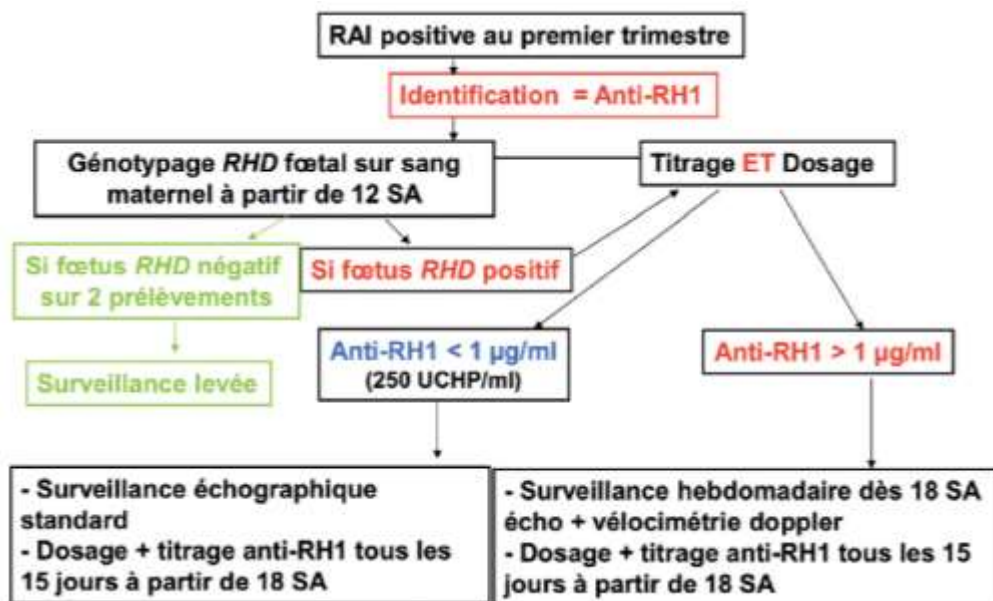 RAI positive au premier trimestre
Identification = Anti-RH1
Génotypage RHD fœtal sur sang
maternel à partir de 12 SA
Titrage ET Dosage
Si fœtus RHD négatif
sur 2 prélèvements
Si fœtus RHD positif
Surveillance levée
Anti-RH1 < 1 µg/ml
(250 UCHP/ml)
Anti-RH1 > 1 µg/ml
- Surveillance échographique
standard
- Dosage + titrage anti-RH1 tous les
15 jours à partir de 18 SA
- Surveillance hebdomadaire dès 18 SA
écho + vélocimétrie doppler
- Dosage + titrage anti-RH1 tous les 15
jours à partir de 18 SA